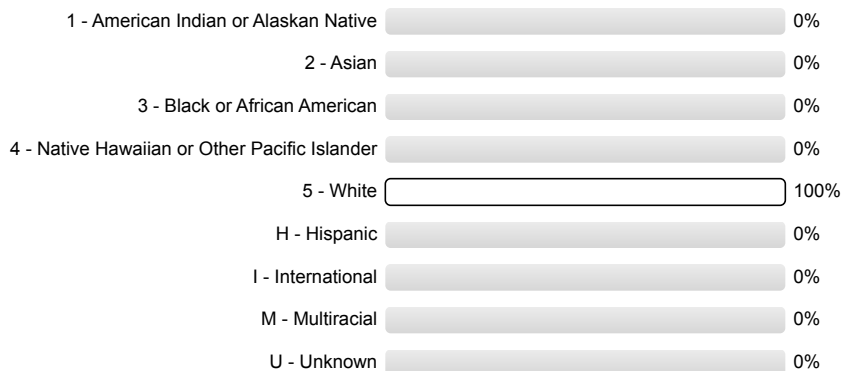 1 - American Indian or Alaskan Native 0%
2 - Asian 0%
3 - Black or African American 0%
4 - Native Hawaiian or Other Pacific Islander 0%
5 - White 100%
H - Hispanic 0%
I - International 0%
M - Multiracial 0%
U - Unknown 0%